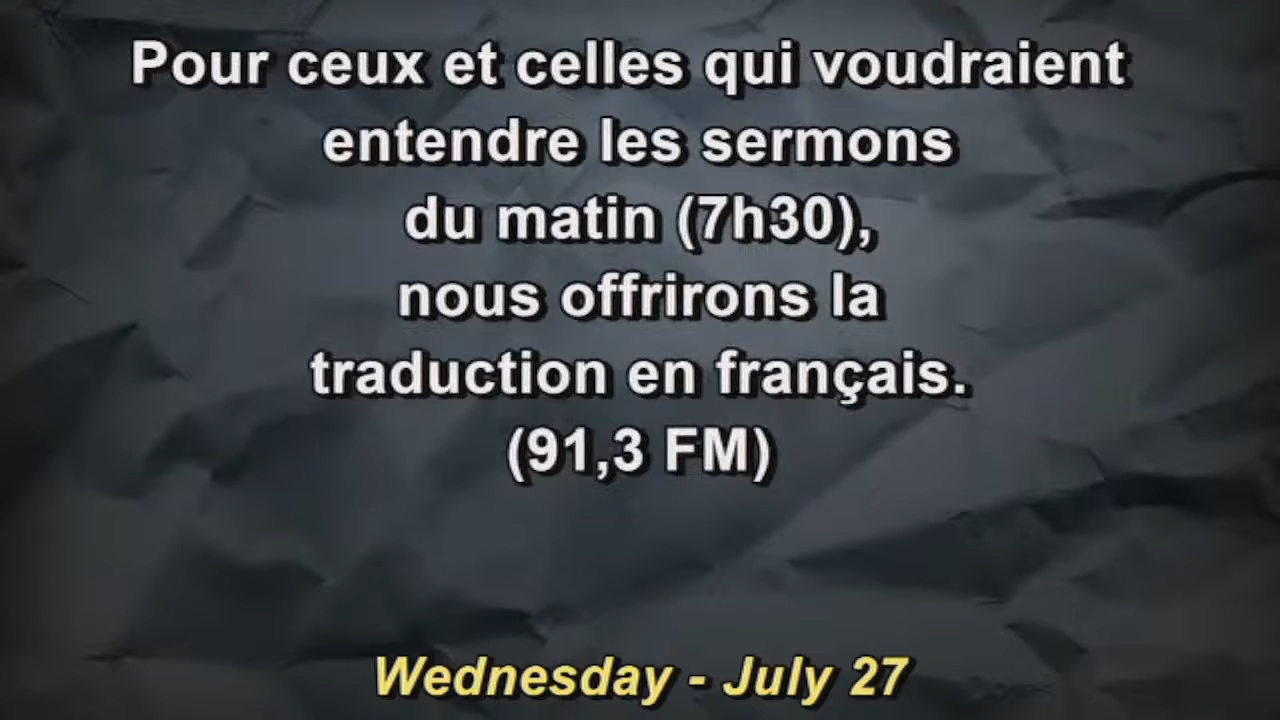 Pour ceux et celles qui voudraient
entendre les sermons
du matin (7h30),
nous offrirons la
traduction en français.
(91,3 FM)
Wednesday - July 27